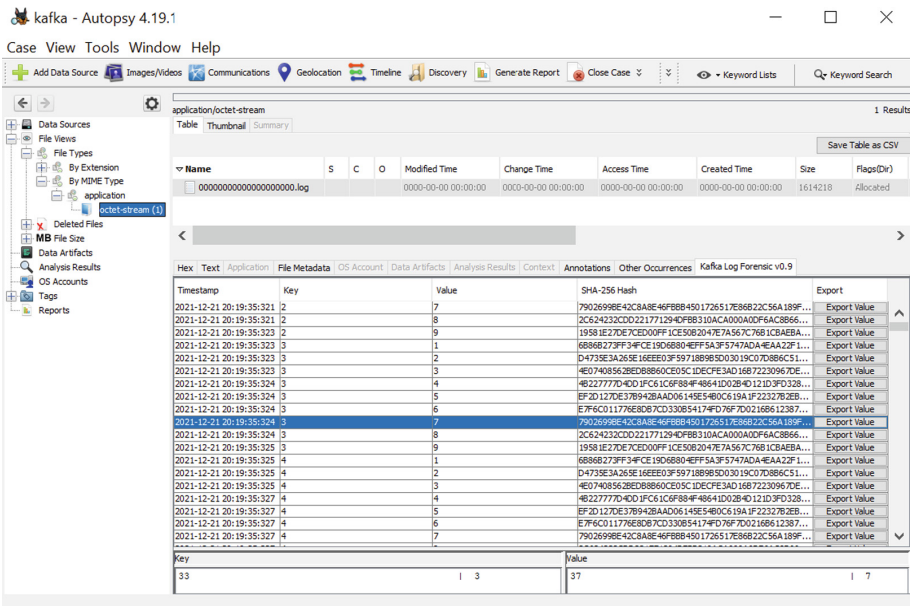 kafka - Autopsy 4.19.1
Case View Tools Window Help
Add Data Source Images/Videos Communications Geolocation Timeline Discovery Generate Report Close Case Keyword Lists Keyword Search
application/octet-stream 1 Results
Table Thumbnail Summary
Save Table as CSV
Name S C O Modified Time Change Time Access Time Created Time Size Flags(Dir)
00000000000000000000.log 0000-00-00 00:00:00 0000-00-00 00:00:00 0000-00-00 00:00:00 0000-00-00 00:00:00 1614218 Allocated
Data Sources
File Views
File Types
By Extension
By MIME Type
application
octet-stream (1)
Deleted Files
MB File Size
Data Artifacts
Analysis Results
OS Accounts
Tags
Reports
Hex Text Application File Metadata OS Account Data Artifacts Analysis Results Context Annotations Other Occurrences Kafka Log Forensic v0.9
Timestamp Key Value SHA-256 Hash Export
2021-12-21 20:19:35:321 2 7 7902699BE42C8A8E46FBBB4501726517E86B22C56A189F... Export Value
2021-12-21 20:19:35:321 2 8 2C624232CDD221771294DFBB310ACA000A0DF6AC8B66... Export Value
2021-12-21 20:19:35:323 2 9 19581E27DE7CED00FF1CE50B2047E7A567C76B1CBAEBA... Export Value
2021-12-21 20:19:35:323 3 1 6B86B273FF34FCE19D6B804EFF5A3F5747ADA4EAA22F1... Export Value
2021-12-21 20:19:35:323 3 2 D4735E3A265E16EEE03F59718B9B5D03019C07D8B6C51... Export Value
2021-12-21 20:19:35:323 3 3 4E07408562BEDB8B60CE05C1DECFE3AD16B72230967DE... Export Value
2021-12-21 20:19:35:324 3 4 4B227777D4DD1FC61C6F884F48641D02B4D121D3FD328... Export Value
2021-12-21 20:19:35:324 3 5 EF2D127DE37B942BAAD06145E54B0C619A1F22327B2EB... Export Value
2021-12-21 20:19:35:324 3 6 E7F6C011776E8DB7CD330B54174FD76F7D0216B612387... Export Value
2021-12-21 20:19:35:324 3 7 7902699BE42C8A8E46FBBB4501726517E86B22C56A189F... Export Value
2021-12-21 20:19:35:324 3 8 2C624232CDD221771294DFBB310ACA000A0DF6AC8B66... Export Value
2021-12-21 20:19:35:325 3 9 19581E27DE7CED00FF1CE50B2047E7A567C76B1CBAEBA... Export Value
2021-12-21 20:19:35:325 4 1 6B86B273FF34FCE19D6B804EFF5A3F5747ADA4EAA22F1... Export Value
2021-12-21 20:19:35:325 4 2 D4735E3A265E16EEE03F59718B9B5D03019C07D8B6C51... Export Value
2021-12-21 20:19:35:325 4 3 4E07408562BEDB8B60CE05C1DECFE3AD16B72230967DE... Export Value
2021-12-21 20:19:35:327 4 4 4B227777D4DD1FC61C6F884F48641D02B4D121D3FD328... Export Value
2021-12-21 20:19:35:327 4 5 EF2D127DE37B942BAAD06145E54B0C619A1F22327B2EB... Export Value
2021-12-21 20:19:35:327 4 6 E7F6C011776E8DB7CD330B54174FD76F7D0216B612387... Export Value
2021-12-21 20:19:35:327 4 7 7902699BE42C8A8E46FBBB4501726517E86B22C56A189F... Export Value
Key Value
33 | 3 37 | 7